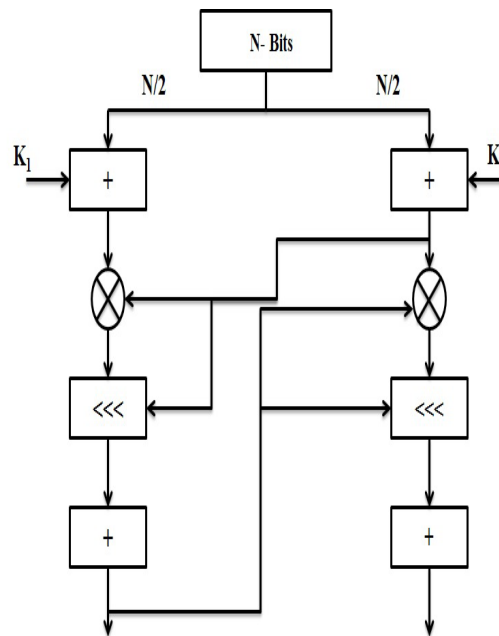 N- Bits
N/2 N/2
K1 K
+ +
<<< <<<
+ +